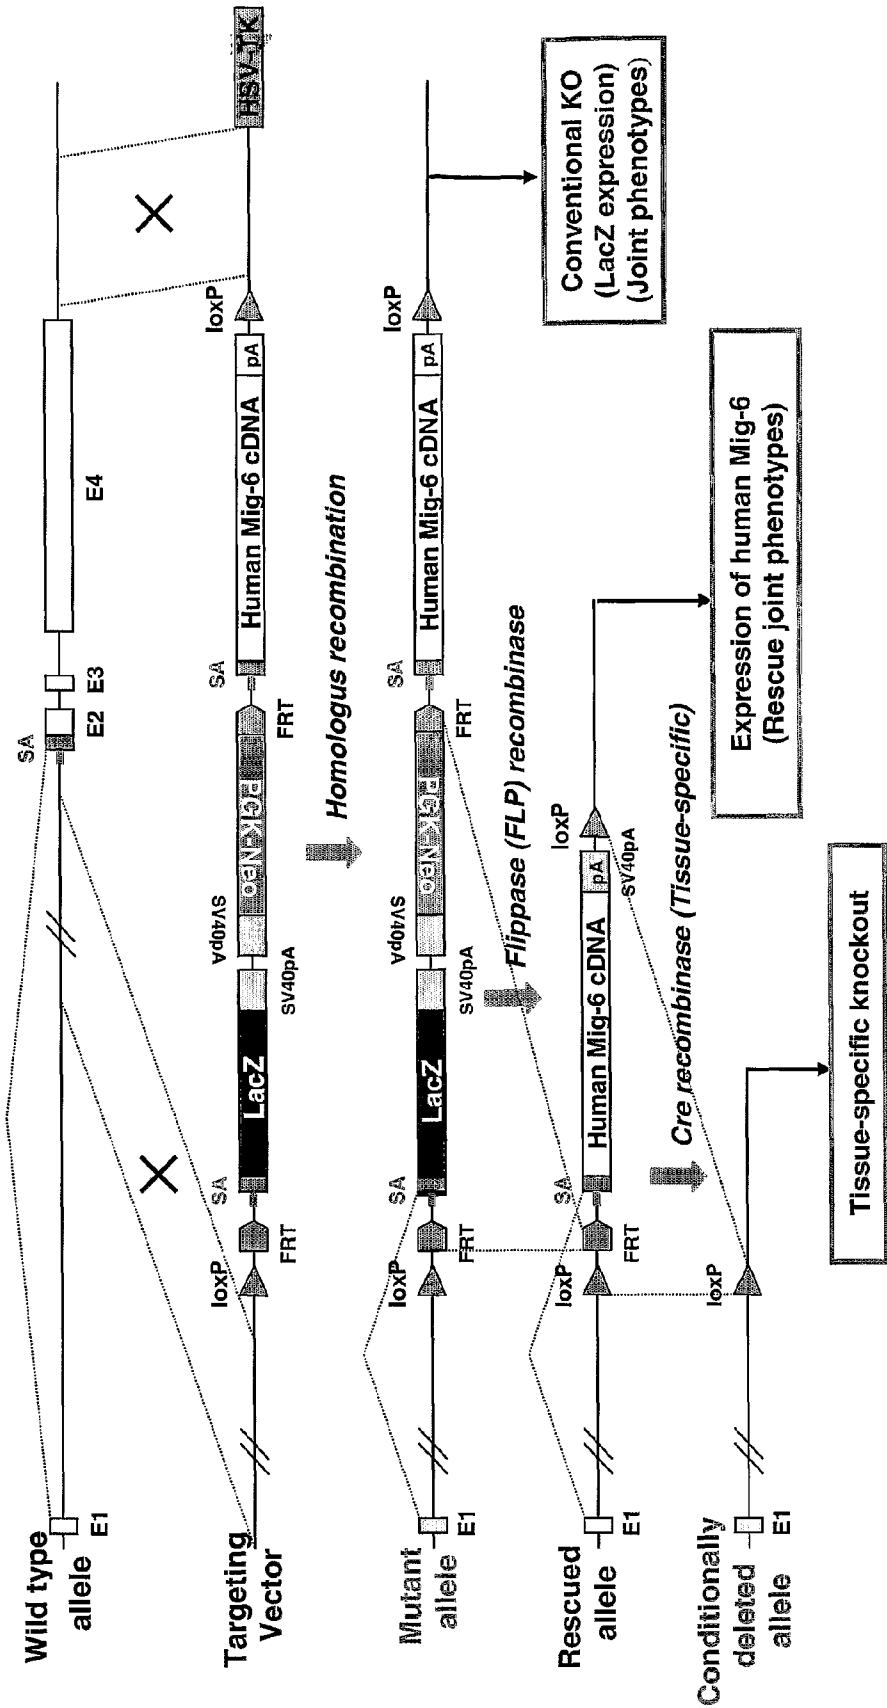 Wild type
allele
E1
SA
E2
E3
E4
Targeting
Vector
loxP
FRT
SA
LacZ
SV40pA
SV40pA
PGK-Neo
FRT
SA
Human Mig-6 cDNA
pA
loxP
HSV-TK
Homologus recombination
Mutant
allele
E1
loxP
FRT
SA
LacZ
SV40pA
SV40pA
PGK-Neo
FRT
SA
Human Mig-6 cDNA
pA
loxP
Conventional KO
(LacZ expression)
(Joint phenotypes)
Flippase (FLP) recombinase
Rescued
allele
E1
loxP
FRT
SA
Human Mig-6 cDNA
pA
SV40pA
loxP
Expression of human Mig-6
(Rescue joint phenotypes)
Cre recombinase (Tissue-specific)
Conditionally
deleted
allele
E1
loxP
Tissue-specific knockout